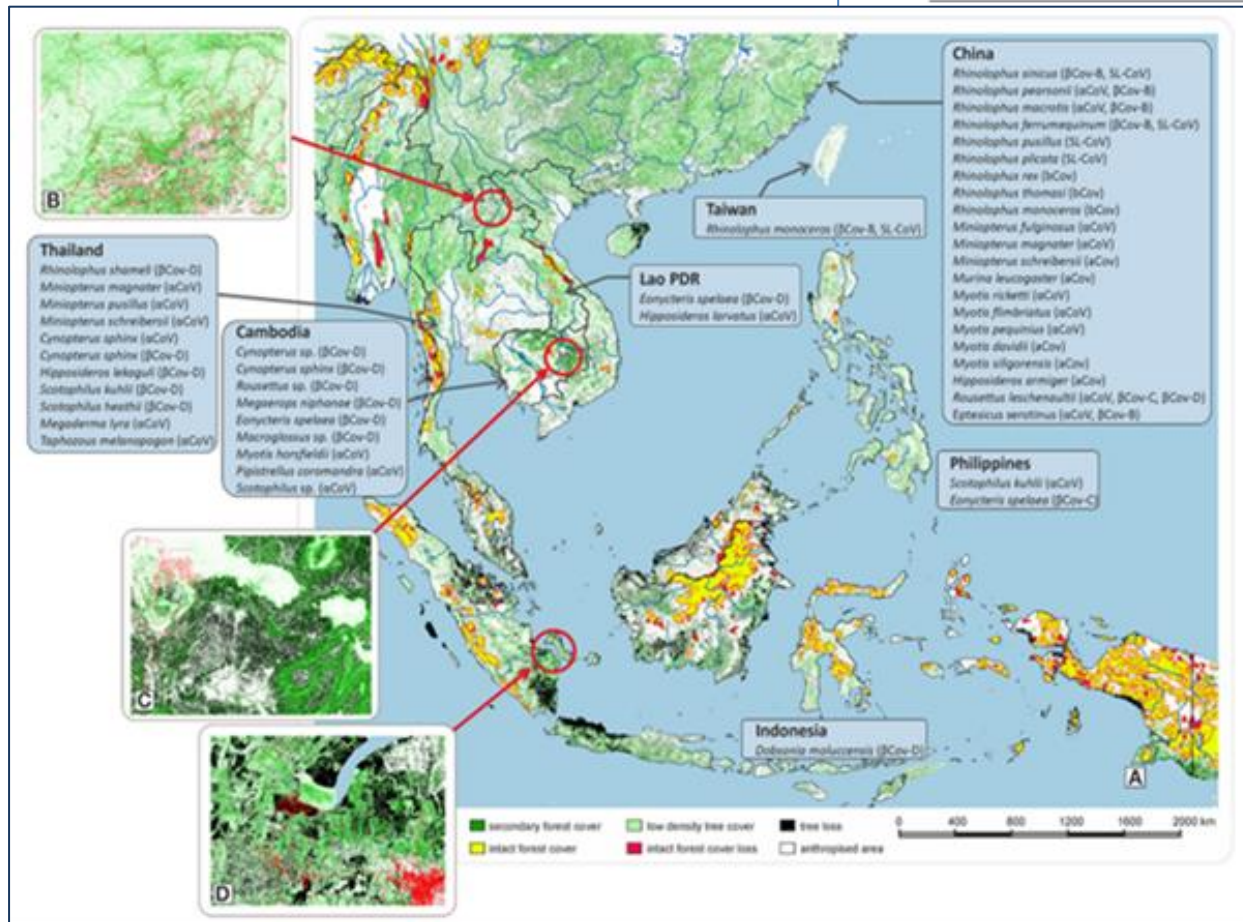 B
China
Rhinolophus sinicus (βCov-B, SL-CoV)
Rhinolophus pearsonii (αCoV, βCov-B)
Rhinolophus macrotis (αCoV, βCov-B)
Rhinolophus ferrumequinum (βCov-B, SL-CoV)
Rhinolophus pusillus (SL-CoV)
Rhinolophus plicata (SL-CoV)
Rhinolophus rex (bCov)
Rhinolophus thomasi (bCov)
Rhinolophus monoceros (bCov)
Miniopterus fulginosus (αCoV)
Miniopterus magnater (αCoV)
Miniopterus schreibersii (αCov)
Murina leucogaster (αCov)
Myotis ricketti (αCoV)
Myotis flimbriatus (αCoV)
Myotis pequinius (αCoV)
Myotis davidii (αCov)
Myotis siligorensis (αCov)
Hipposideros armiger (αCov)
Rousettus leschenaultii (αCoV, βCov-C, βCov-D)
Eptesicus serotinus (αCoV, βCov-B)
Taiwan
Rhinolophus monoceros (βCov-B, SL-CoV)
Thailand
Rhinolophus shameli (βCov-D)
Miniopterus magnater (αCoV)
Miniopterus pusillus (αCoV)
Miniopterus schreibersii (αCoV)
Cynopterus sphinx (αCoV)
Cynopterus sphinx (βCov-D)
Hipposideros lekaguli (βCov-D)
Scotophilus kuhlii (βCov-D)
Scotophilus heathii (βCov-D)
Megaderma lyra (αCoV)
Taphozous melanopogon (αCoV)
Lao PDR
Eonycteris spelaea (βCov-D)
Hipposideros larvatus (αCoV)
Cambodia
Cynopterus sp. (βCov-D)
Cynopterus sphinx (βCov-D)
Rousettus sp. (βCov-D)
Megaerops niphanae (βCov-D)
Eonycteris spelaea (βCov-D)
Macroglossus sp. (βCov-D)
Myotis horsfieldii (αCoV)
Pipistrellus coromandra (αCoV)
Scotophilus sp. (αCoV)
Philippines
Scotophilus kuhlii (αCoV)
Eonycteris spelaea (βCov-C)
C
Indonesia
Dobsonia moluccensis (βCov-D)
A
D
secondary forest cover
low density tree cover
tree loss
intact forest cover
intact forest cover loss
anthropised area
0 400 800 1200 2000 km